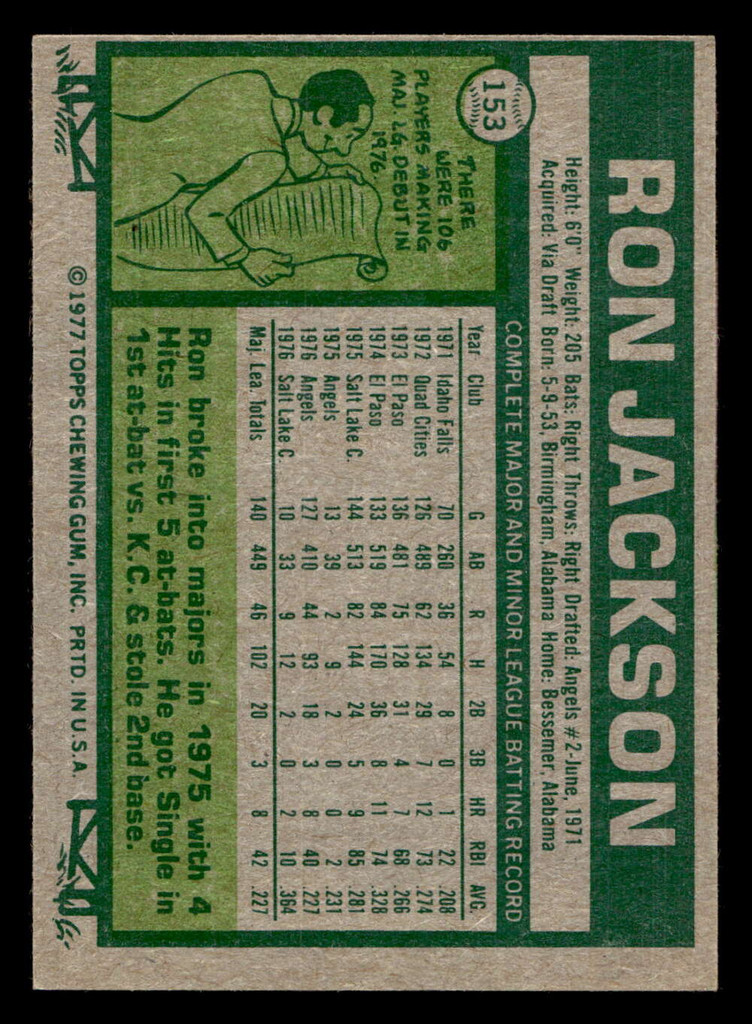 153
RON JACKSON
Height: 6'0" Weight: 205 Bats: Right Throws: Right Drafted: Angels #2-June, 1971
Acquired: Via Draft Born: 5-9-53, Birmingham, Alabama Home: Bessemer, Alabama
COMPLETE MAJOR AND MINOR LEAGUE BATTING RECORD
Year Club G AB R H 2B 3B HR RBI AVG.
1971 Idaho Falls 70 260 36 54 8 0 1 22 .208
1972 Quad Cities 126 489 62 134 29 7 12 73 .274
1973 El Paso 136 481 75 128 31 4 7 68 .266
1974 El Paso 133 519 84 170 36 8 11 74 .328
1975 Salt Lake C. 144 513 82 144 24 5 9 85 .281
1975 Angels 13 39 2 9 2 0 0 2 .231
1976 Angels 127 410 44 93 18 3 8 40 .227
1976 Salt Lake C. 10 33 9 12 2 0 2 10 .364
Maj. Lea. Totals 140 449 46 102 20 3 8 42 .227
THERE
WERE 106
PLAYERS MAKING
MAJ. LG. DEBUT IN
1976.
Ron broke into majors in 1975 with 4
Hits in first 5 at-bats. He got Single in
1st at-bat vs. K.C. & stole 2nd base.
© 1977 TOPPS CHEWING GUM, INC. PRTD. IN U.S.A.